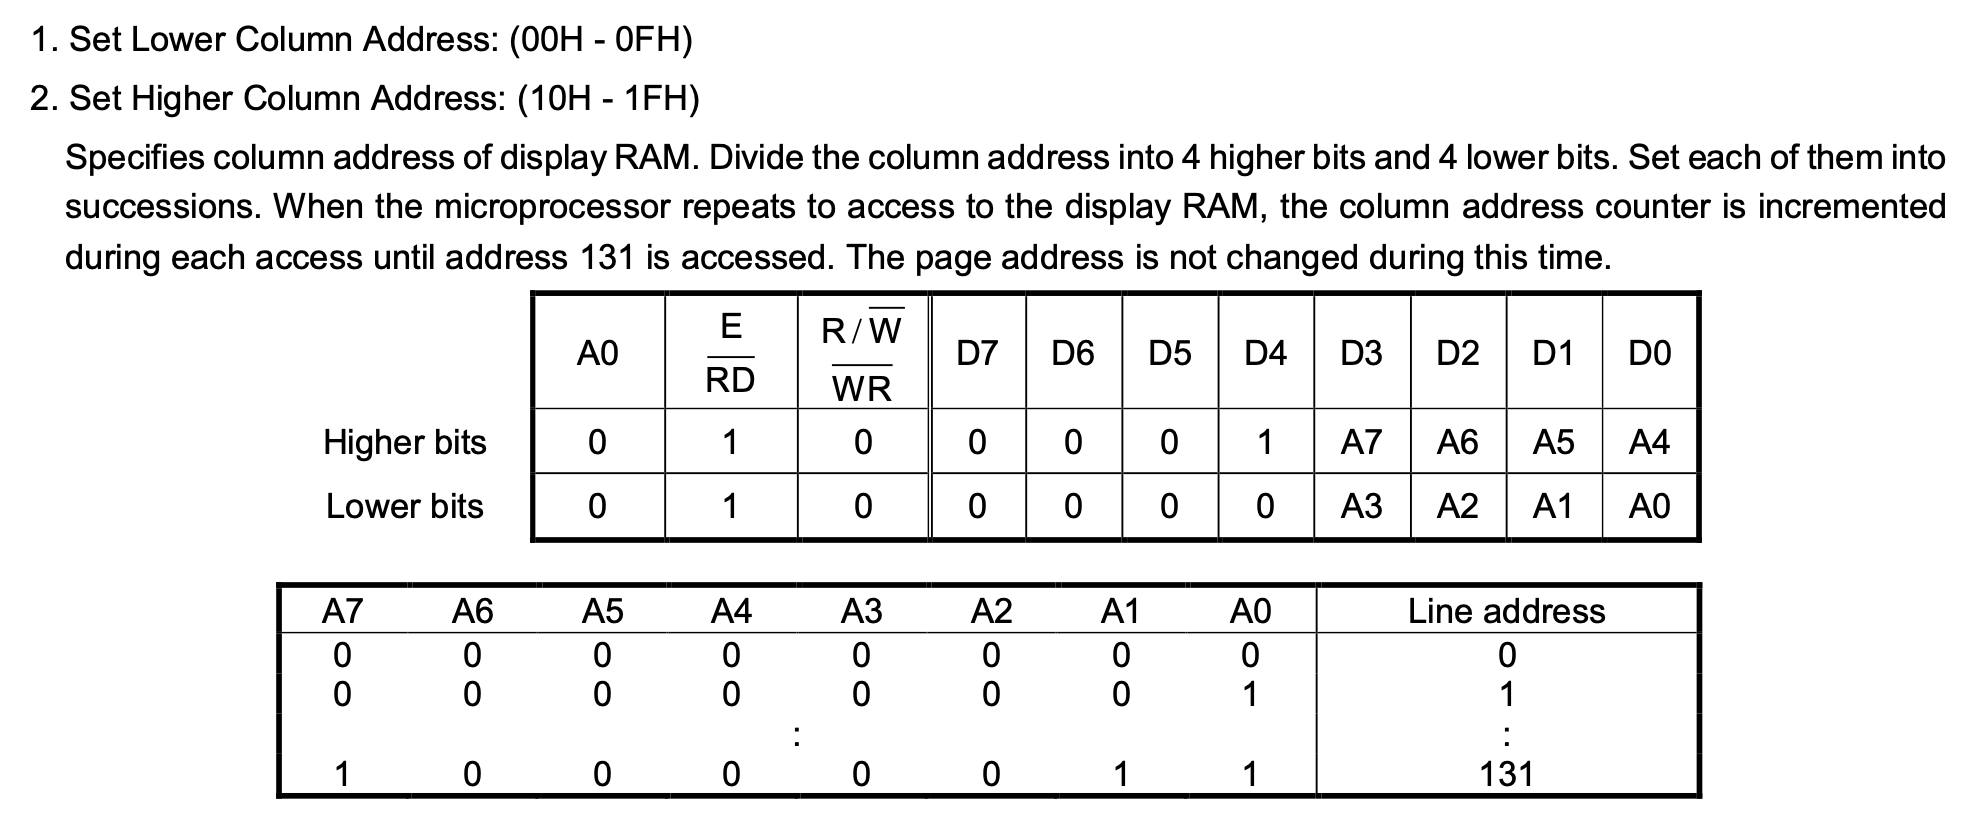 1. Set Lower Column Address: (00H - 0FH)
2. Set Higher Column Address: (10H - 1FH)
Specifies column address of display RAM. Divide the column address into 4 higher bits and 4 lower bits. Set each of them into
successions. When the microprocessor repeats to access to the display RAM, the column address counter is incremented
during each access until address 131 is accessed. The page address is not changed during this time.
A0 E R/W̅ D7 D6 D5 D4 D3 D2 D1 D0
R̅D̅ W̅R̅
Higher bits 0 1 0 0 0 0 1 A7 A6 A5 A4
Lower bits 0 1 0 0 0 0 0 A3 A2 A1 A0
A7 A6 A5 A4 A3 A2 A1 A0 Line address
0 0 0 0 0 0 0 0 0
0 0 0 0 0 0 0 1 1
: :
1 0 0 0 0 0 1 1 131